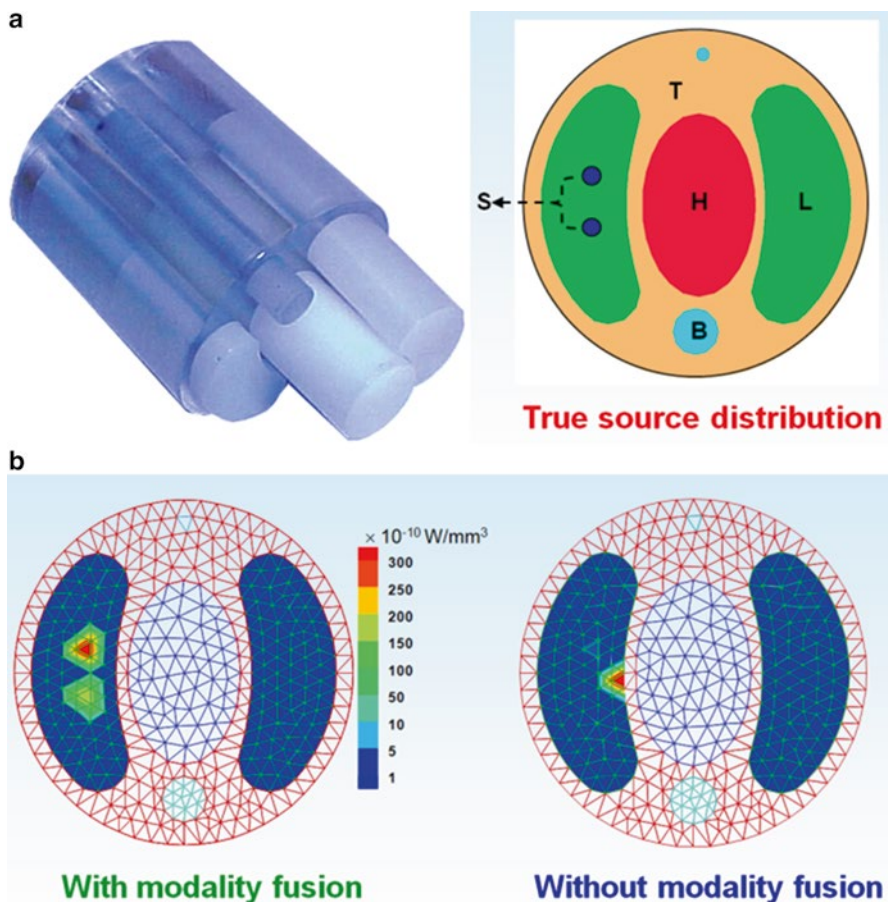 a
T
S
H
L
B
True source distribution
b
× 10⁻¹⁰ W/mm³
300
250
200
150
100
50
10
5
1
With modality fusion
Without modality fusion